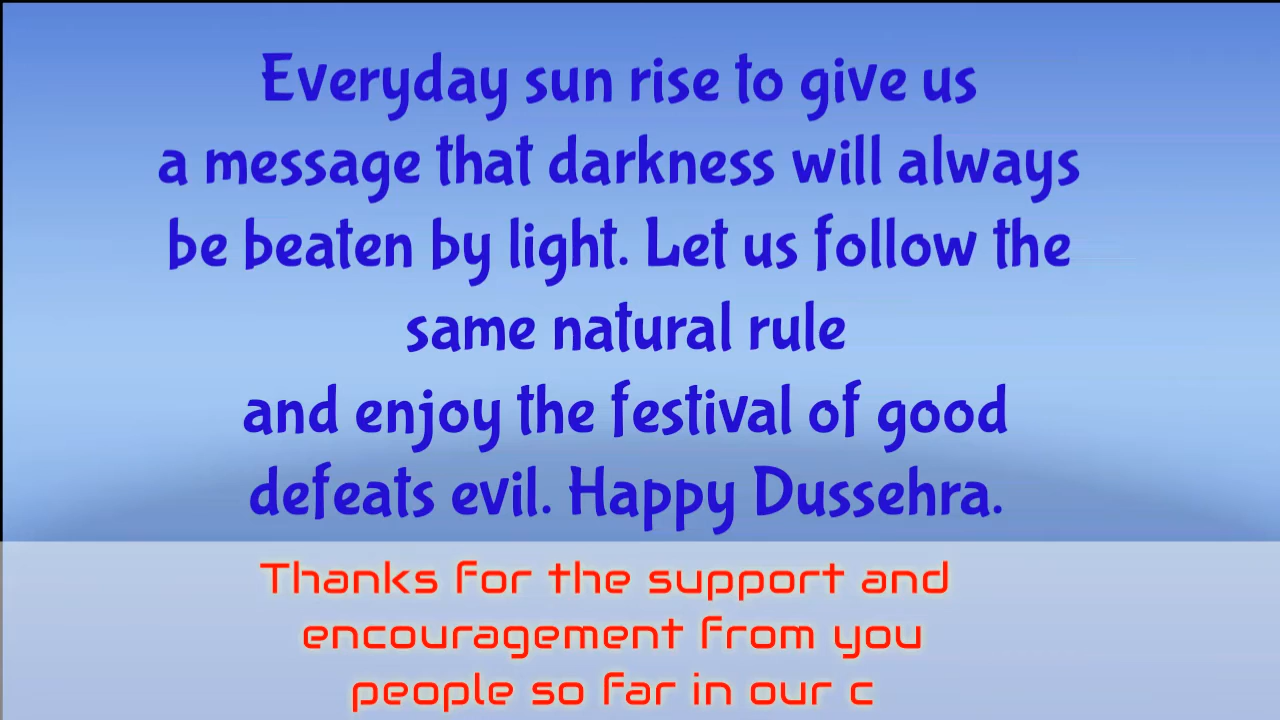 Everyday sun rise to give us
a message that darkness will always
be beaten by light. Let us follow the
same natural rule
and enjoy the festival of good
defeats evil. Happy Dussehra.
Thanks for the support and
encouragement from you
people so far in our c